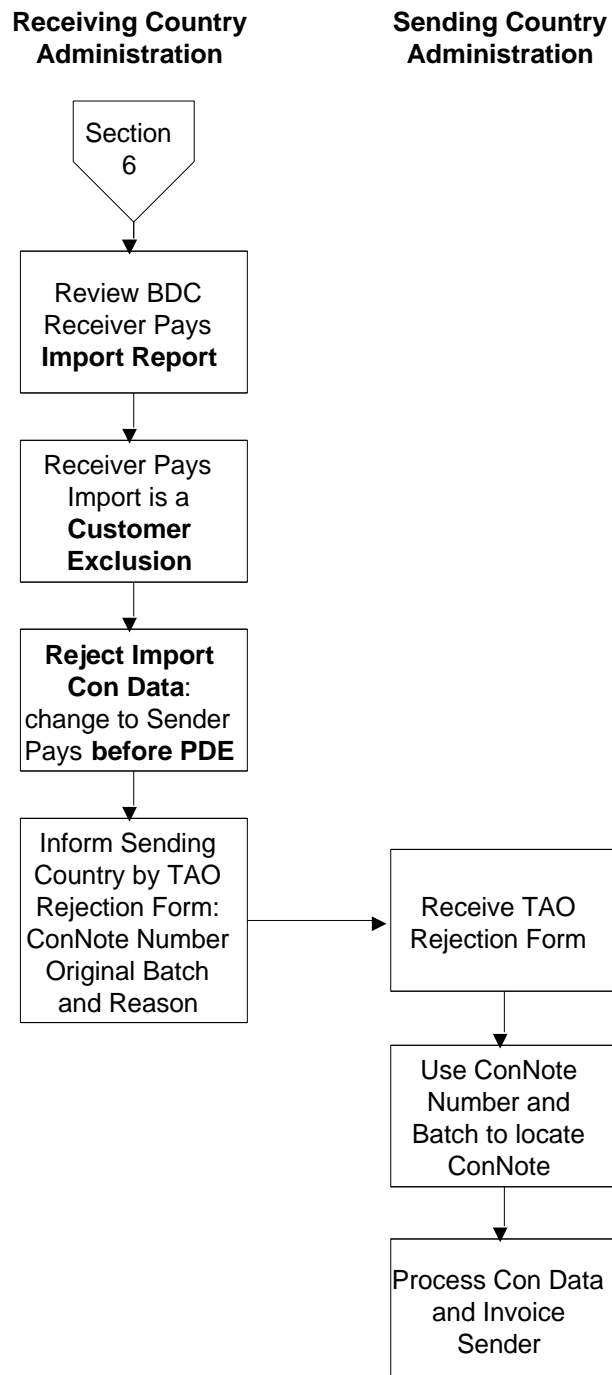 Receiving Country
Administration
Sending Country
Administration
Section
6
Review BDC
Receiver Pays
Import Report
Receiver Pays
Import is a
Customer
Exclusion
Reject Import
Con Data:
change to Sender
Pays before PDE
Inform Sending
Country by TAO
Rejection Form:
ConNote Number
Original Batch
and Reason
Receive TAO
Rejection Form
Use ConNote
Number and
Batch to locate
ConNote
Process Con Data
and Invoice
Sender